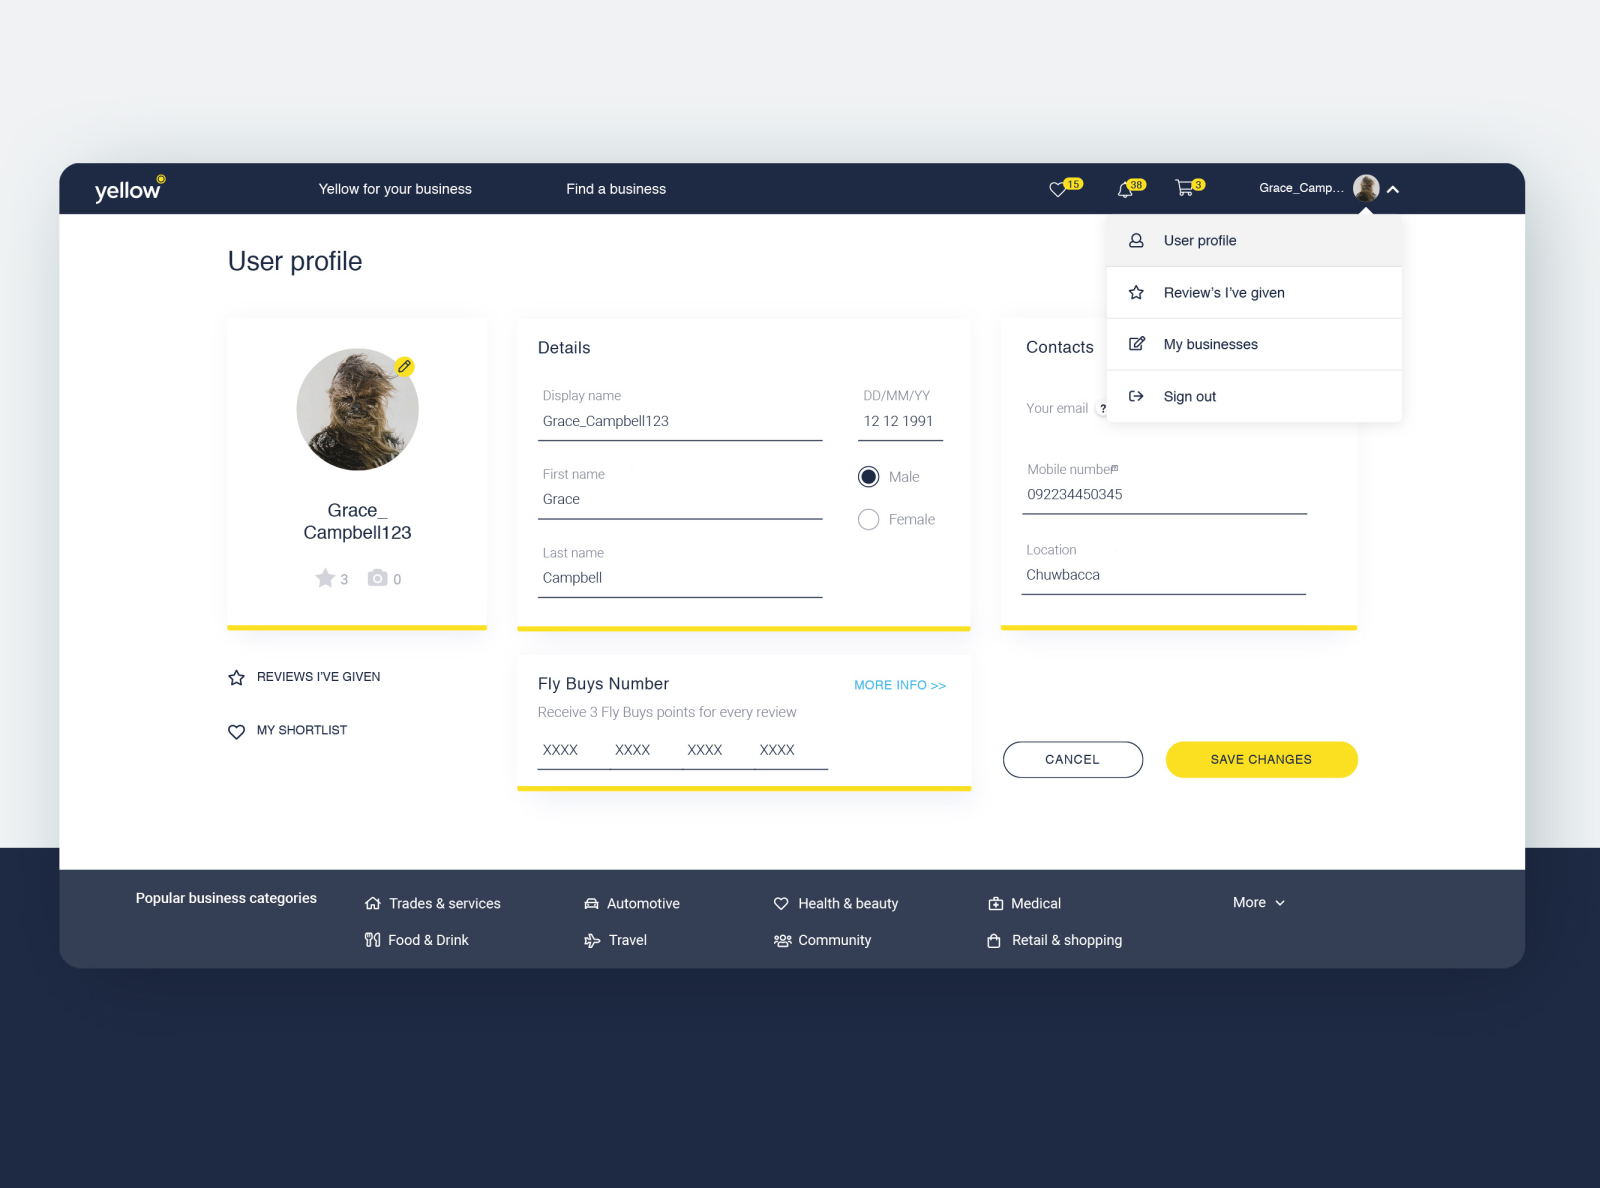 yellow
Yellow for your business
Find a business
15
38
3
Grace_Camp...
User profile
User profile
Review's I've given
My businesses
Sign out
Grace_
Campbell123
3
0
REVIEWS I'VE GIVEN
MY SHORTLIST
Details
Display name
Grace_Campbell123
DD/MM/YY
12 12 1991
First name
Grace
Male
Female
Last name
Campbell
Contacts
Your email ?
Mobile number
092234450345
Location
Chuwbacca
Fly Buys Number
MORE INFO >>
Receive 3 Fly Buys points for every review
XXXX XXXX XXXX XXXX
CANCEL
SAVE CHANGES
Popular business categories
Trades & services
Automotive
Health & beauty
Medical
More
Food & Drink
Travel
Community
Retail & shopping